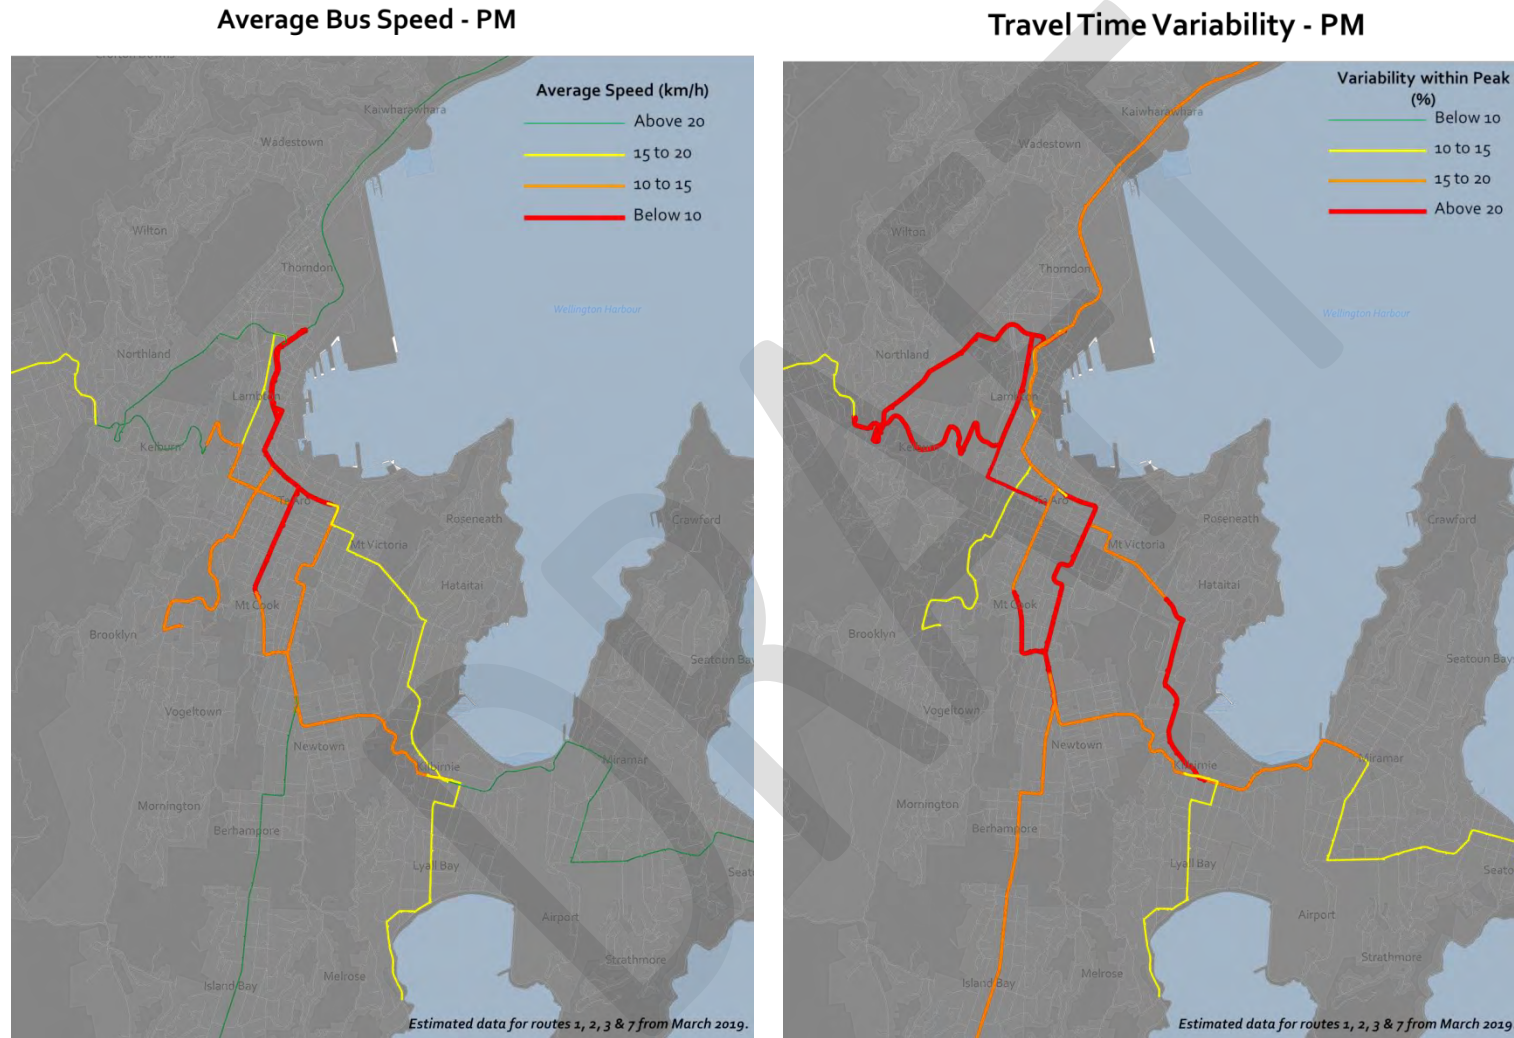 Average Bus Speed - PM
Average Speed (km/h)
Above 20
15 to 20
10 to 15
Below 10
Kaiwharawhara
Wadestown
Wilton
Thorndon
Wellington Harbour
Northland
Lambton
Kelburn
Te Aro
Roseneath
Crawford
Mt Victoria
Hataitai
Mt Cook
Brooklyn
Seatoun Bay
Vogeltown
Newtown
Kilbirnie
Miramar
Mornington
Berhampore
Lyall Bay
Seato
Airport
Strathmore
Melrose
Island Bay
Estimated data for routes 1, 2, 3 & 7 from March 2019.
Travel Time Variability - PM
Variability within Peak
(%)
Below 10
10 to 15
15 to 20
Above 20
Kaiwharawhara
Wadestown
Wilton
Thorndon
Wellington Harbour
Northland
Lambton
Kelburn
Te Aro
Roseneath
Crawford
Mt Victoria
Hataitai
Mt Cook
Brooklyn
Seatoun Bay
Vogeltown
Newtown
Kilbirnie
Miramar
Mornington
Berhampore
Lyall Bay
Seato
Airport
Strathmore
Melrose
Island Bay
Estimated data for routes 1, 2, 3 & 7 from March 2019
DRAFT